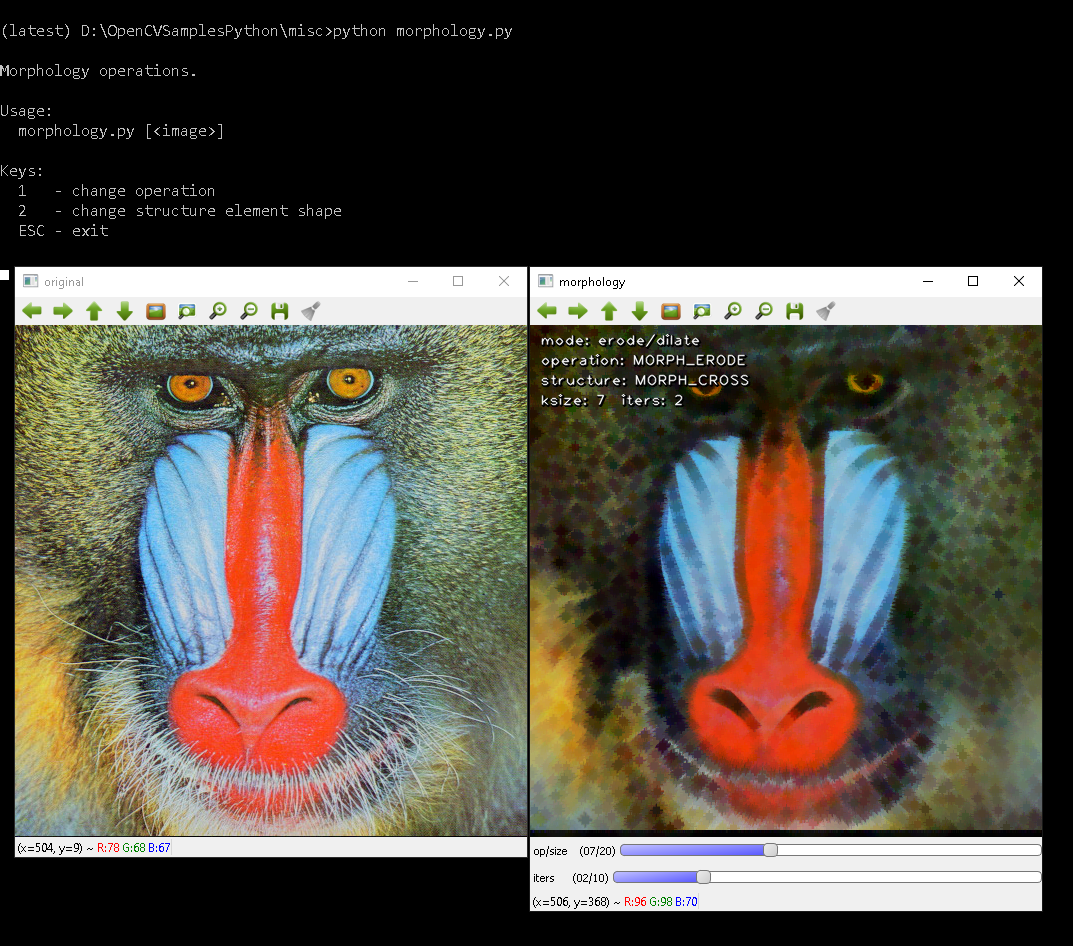 (latest) D:\OpenCVSamplesPython\misc>python morphology.py
Morphology operations.
Usage:
morphology.py [<image>]
Keys:
1 - change operation
2 - change structure element shape
ESC - exit
original
morphology
mode: erode/dilate
operation: MORPH_ERODE
structure: MORPH_CROSS
ksize: 7 iters: 2
(x=504, y=9) ~ R:78 G:68 B:67
op/size (07/20)
iters (02/10)
(x=506, y=368) ~ R:96 G:98 B:70